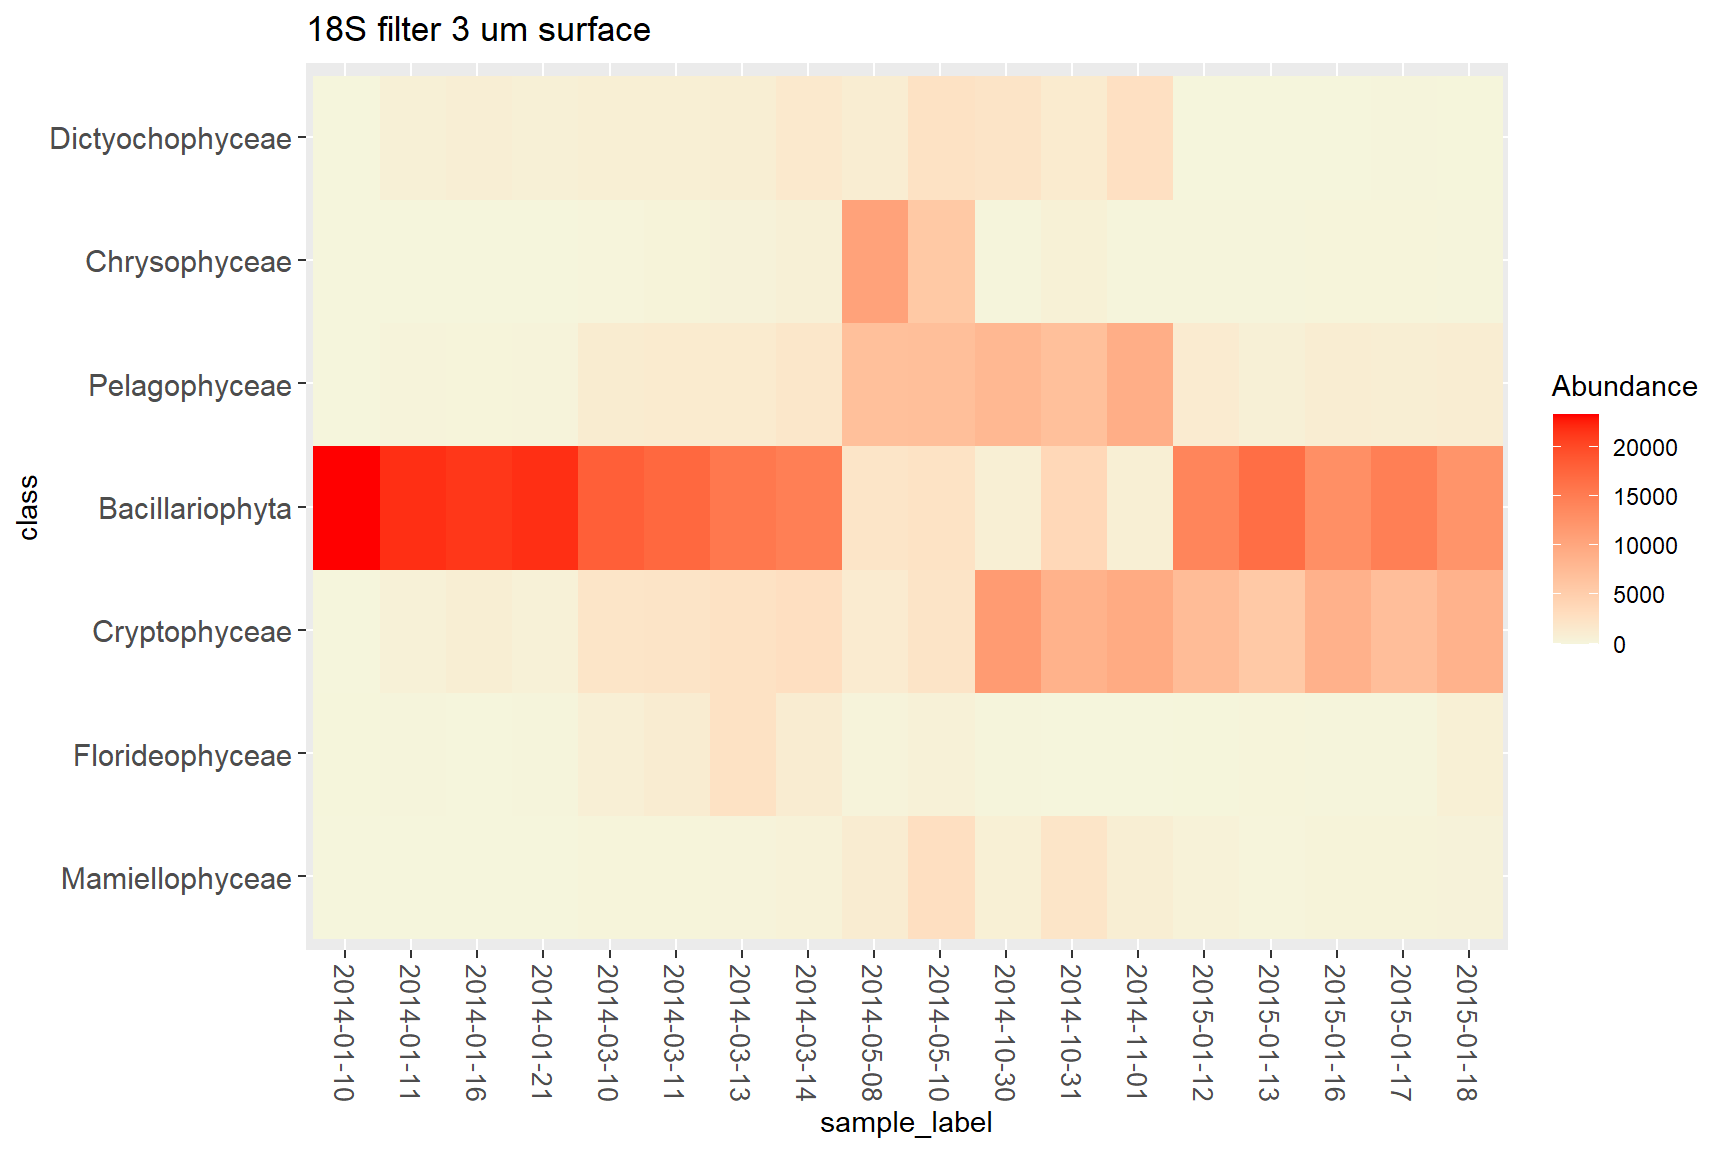 18S filter 3 um surface
Dictyochophyceae
Chrysophyceae
Pelagophyceae
Bacillariophyta
Cryptophyceae
Florideophyceae
Mamiellophyceae
class
2014-01-10
2014-01-11
2014-01-16
2014-01-21
2014-03-10
2014-03-11
2014-03-13
2014-03-14
2014-05-08
2014-05-10
2014-10-30
2014-10-31
2014-11-01
2015-01-12
2015-01-13
2015-01-16
2015-01-17
2015-01-18
sample_label
Abundance
20000
15000
10000
5000
0